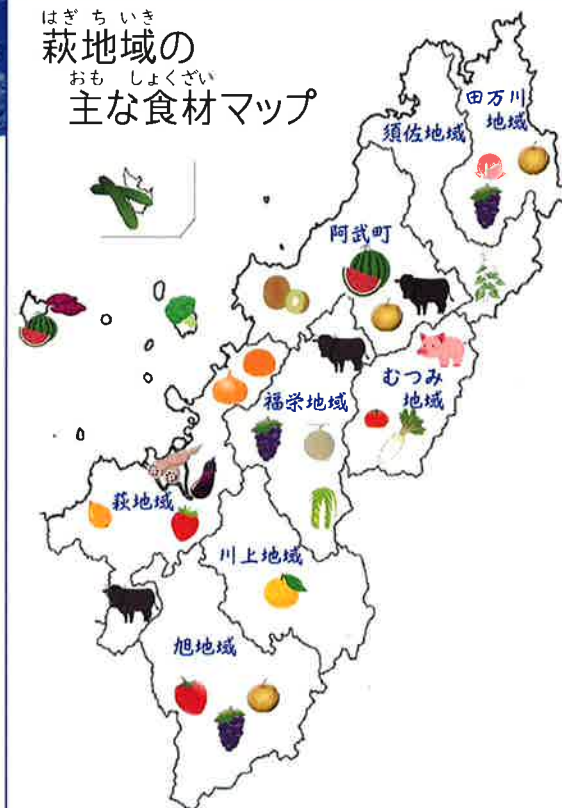 はぎちいき
萩地域の
おも しょくざい
主な食材マップ
田万川
地域
須佐地域
阿武町
むつみ
地域
福栄地域
萩地域
川上地域
旭地域